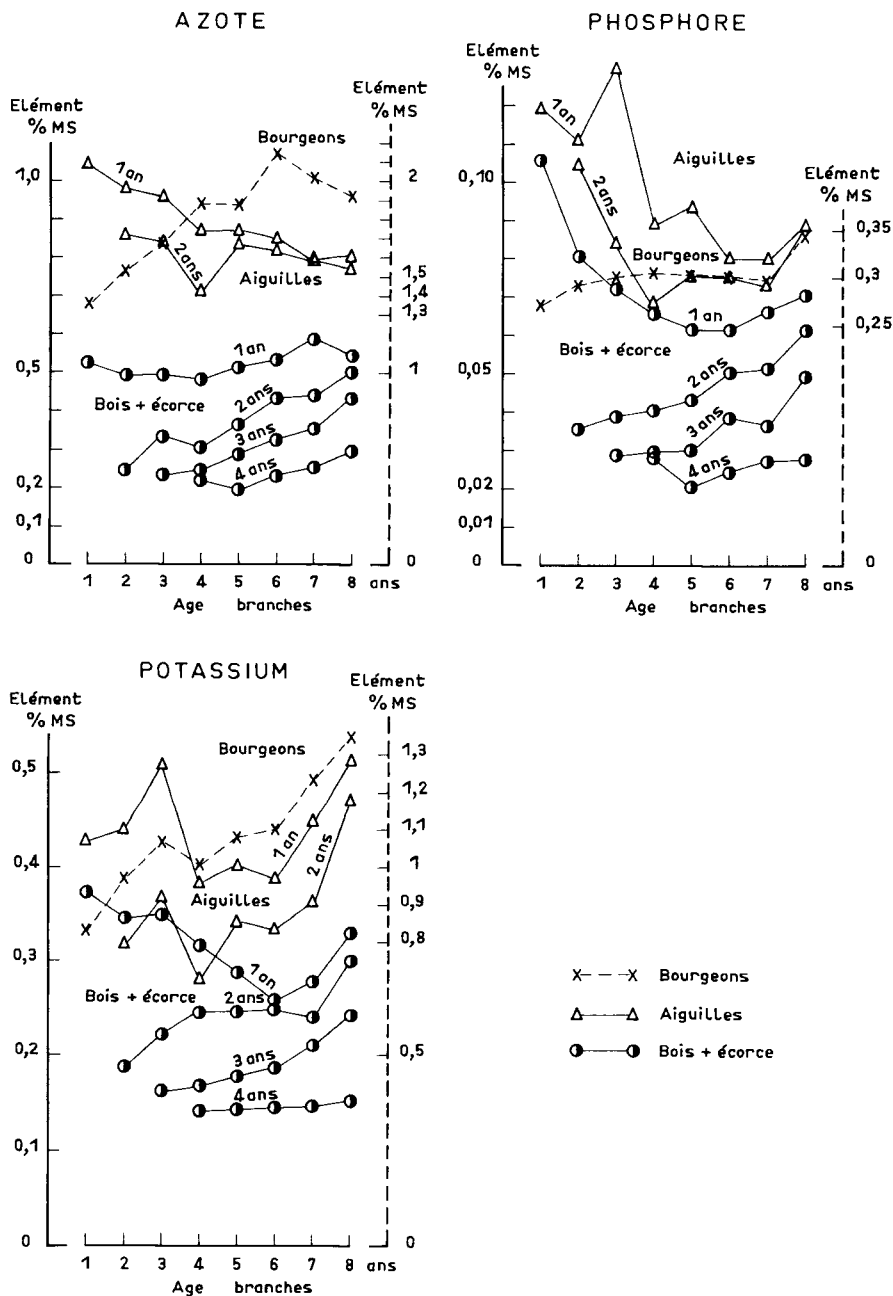 AZOTE
Elément
% MS
Elément
% MS
1,0
0,5
0,2
0,1
0
2
1,5
1,4
1,3
1
0
1 an
Bourgeons
2 ans
Aiguilles
1 an
Bois + écorce
2 ans
3 ans
4 ans
1 2 3 4 5 6 7 8 ans
Age branches
PHOSPHORE
Elément
% MS
Elément
% MS
0,10
0,05
0,02
0,01
0
0,35
0,3
0,25
0
1 an
Aiguilles
2 ans
Bourgeons
1 an
Bois + écorce
2 ans
3 ans
4 ans
1 2 3 4 5 6 7 8 ans
Age branches
POTASSIUM
Elément
% MS
Elément
% MS
0,5
0,4
0,3
0,2
0,1
0
1,3
1,2
1,1
1
0,9
0,8
0,5
0
Bourgeons
1 an
2 ans
Aiguilles
1 an
Bois + écorce
2 ans
3 ans
4 ans
1 2 3 4 5 6 7 8 ans
Age branches
Bourgeons
Aiguilles
Bois + écorce